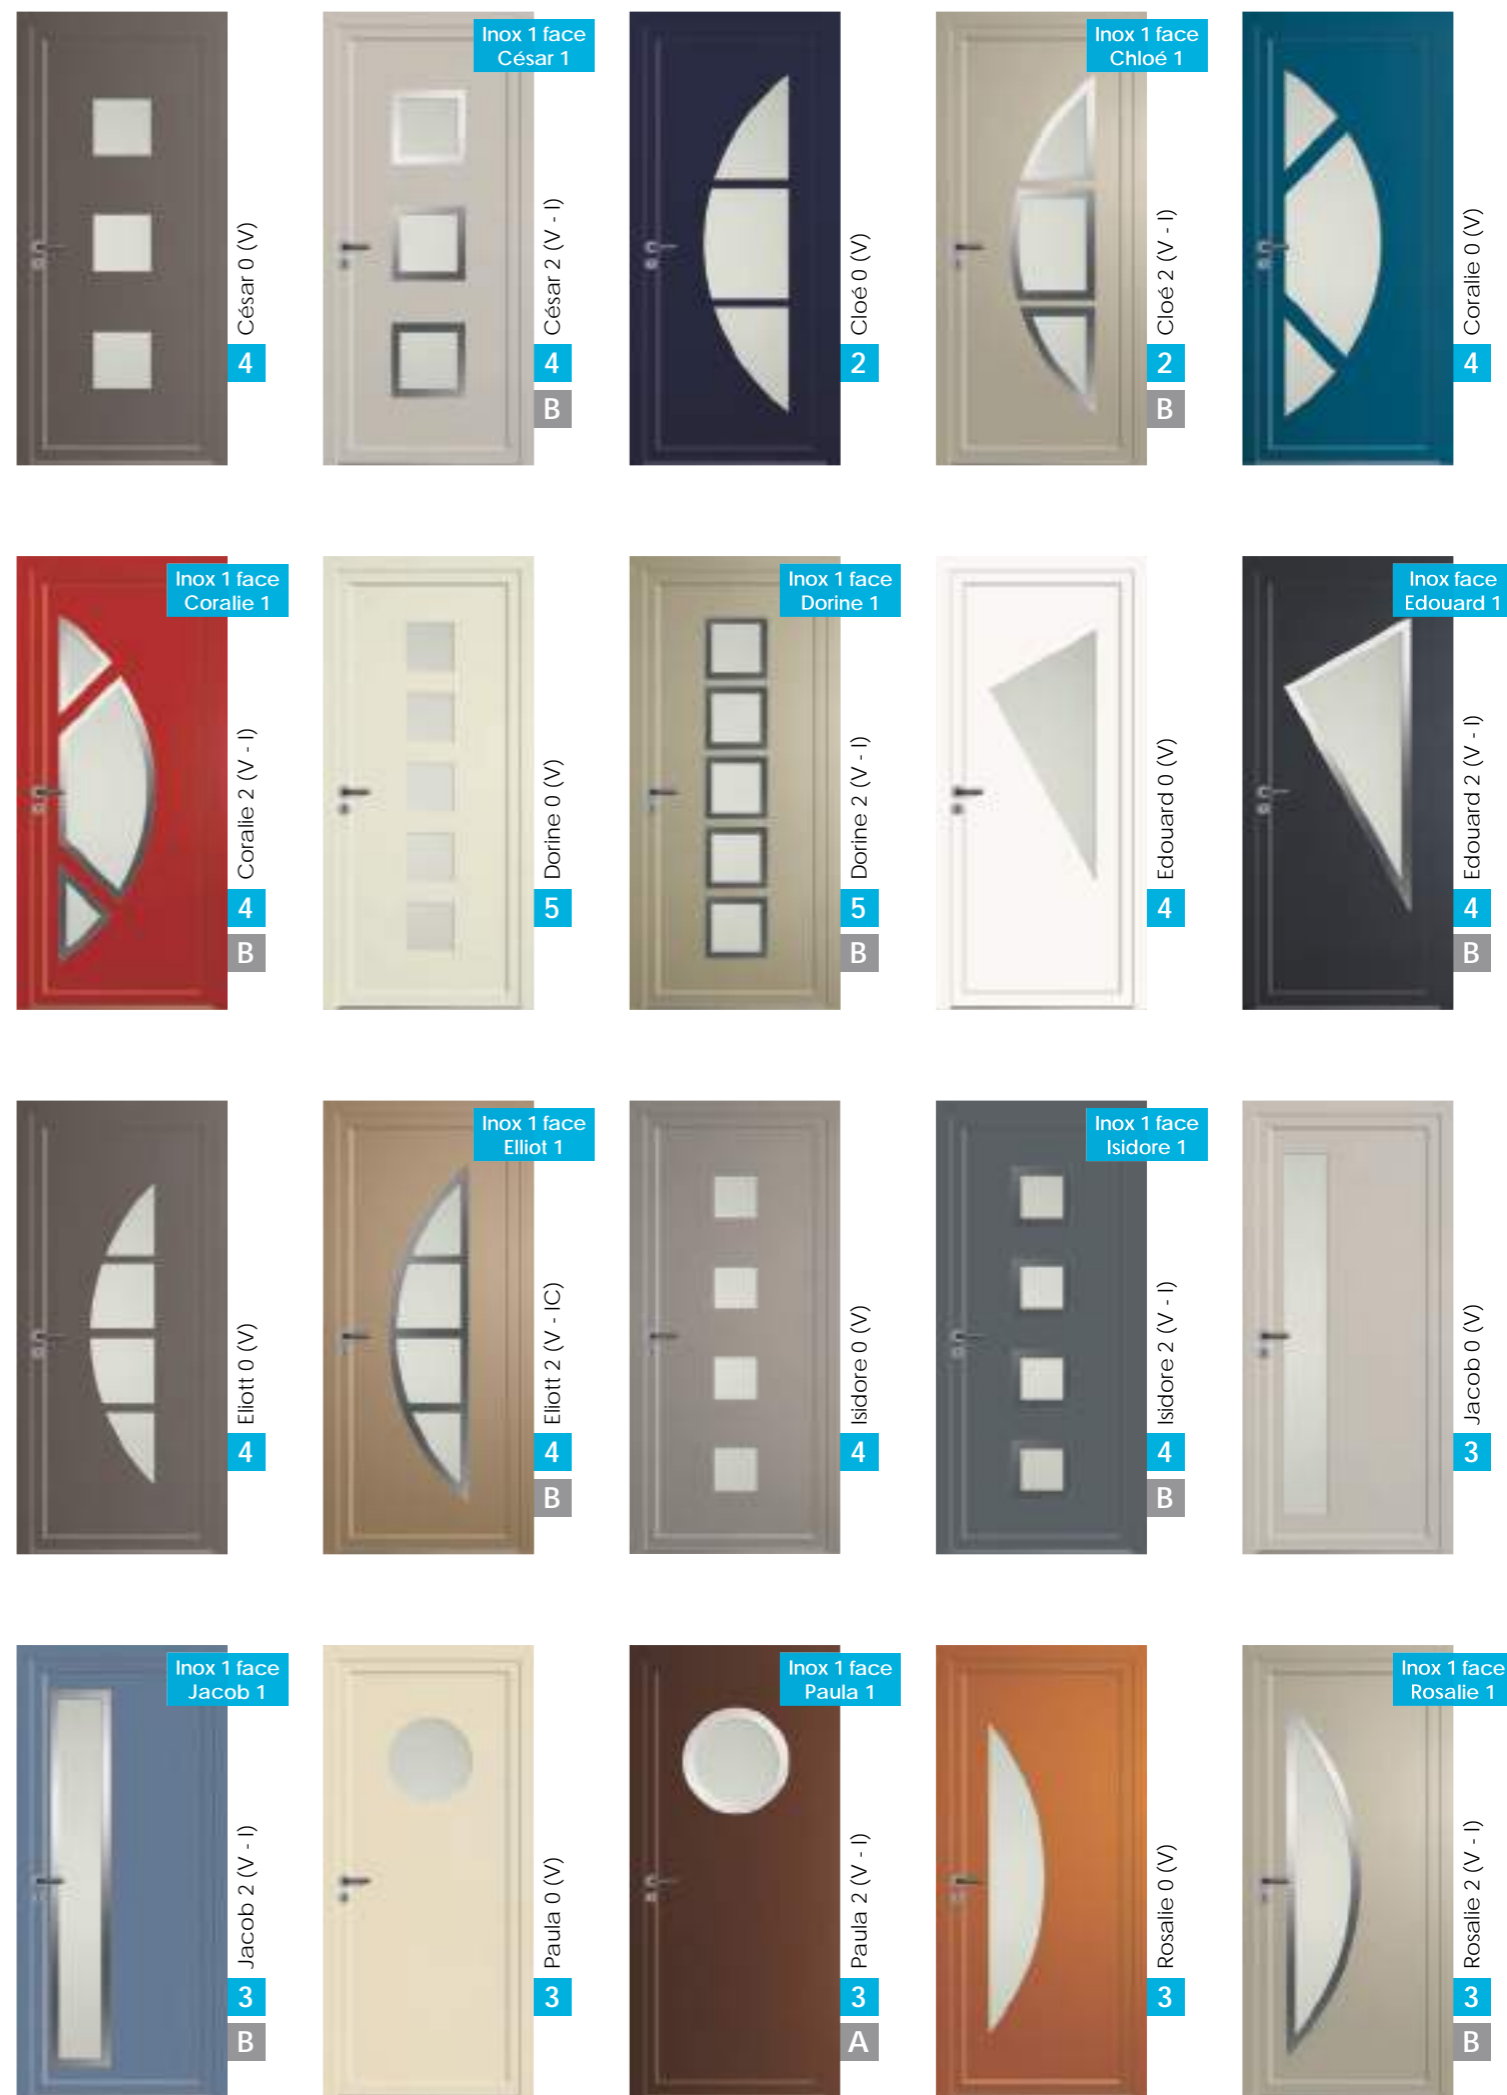 César 0 (V)
4
Inox 1 face
César 1
César 2 (V - I)
4
B
Cloé 0 (V)
2
Inox 1 face
Chloé 1
Cloé 2 (V - I)
2
B
Coralie 0 (V)
4
Inox 1 face
Coralie 1
Coralie 2 (V - I)
4
B
Dorine 0 (V)
5
Inox 1 face
Dorine 1
Dorine 2 (V - I)
5
B
Edouard 0 (V)
4
Inox face
Edouard 1
Edouard 2 (V - I)
4
B
Eliott 0 (V)
4
Inox 1 face
Elliot 1
Eliott 2 (V - IC)
4
B
Isidore 0 (V)
4
Inox 1 face
Isidore 1
Isidore 2 (V - I)
4
B
Jacob 0 (V)
3
Inox 1 face
Jacob 1
Jacob 2 (V - I)
3
B
Paula 0 (V)
3
Inox 1 face
Paula 1
Paula 2 (V - I)
3
A
Rosalie 0 (V)
3
Inox 1 face
Rosalie 1
Rosalie 2 (V - I)
3
B